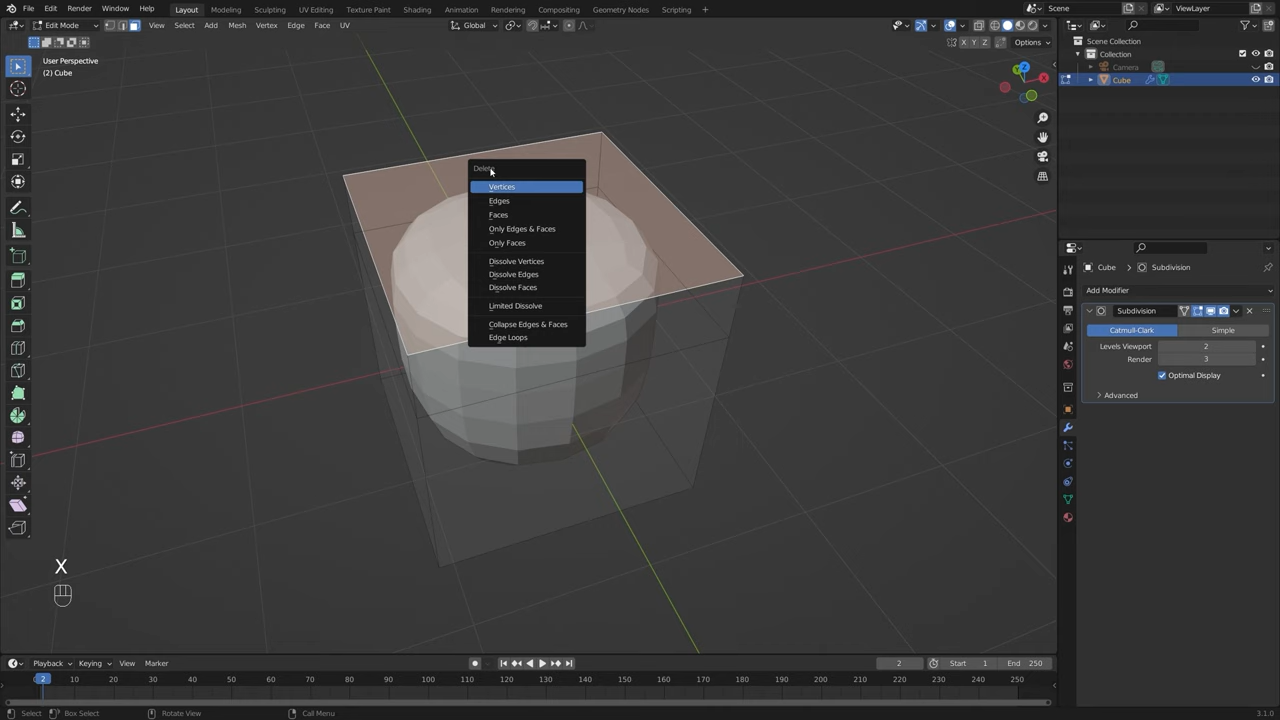 File Edit Render Window Help Layout Modeling Sculpting UV Editing Texture Paint Shading Animation Rendering Compositing Geometry Nodes Scripting + Scene ViewLayer
Edit Mode View Select Add Mesh Vertex Edge Face UV Global
X Y Z Options
User Perspective
(2) Cube
Scene Collection
Collection
Camera
Cube
Z
Y
X
Delete
Vertices
Edges
Faces
Only Edges & Faces
Only Faces
Dissolve Vertices
Dissolve Edges
Dissolve Faces
Limited Dissolve
Collapse Edges & Faces
Edge Loops
Cube > Subdivision
Add Modifier
Subdivision
Catmull-Clark Simple
Levels Viewport 2
Render 3
Optimal Display
Advanced
X
Playback Keying View Marker 2 Start 1 End 250
2 10 20 30 40 50 60 70 80 90 100 110 120 130 140 150 160 170 180 190 200 210 220 230 240 250
Select Box Select Rotate View Call Menu 3.1.0